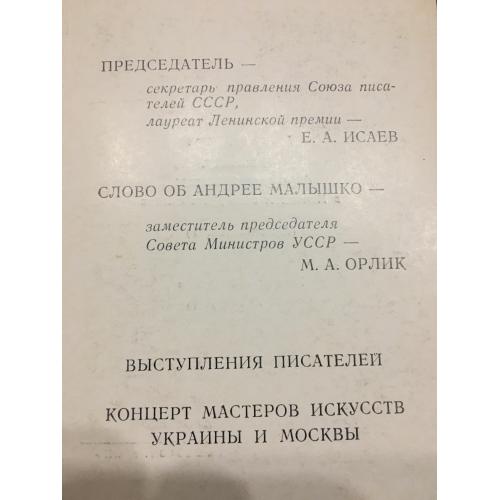 ПРЕДСЕДАТЕЛЬ —
секретарь правления Союза писа-
телей СССР,
лауреат Ленинской премии —
Е. А. ИСАЕВ
СЛОВО ОБ АНДРЕЕ МАЛЫШКО —
заместитель председателя
Совета Министров УССР —
М. А. ОРЛИК
ВЫСТУПЛЕНИЯ ПИСАТЕЛЕЙ
КОНЦЕРТ МАСТЕРОВ ИСКУССТВ
УКРАИНЫ И МОСКВЫ